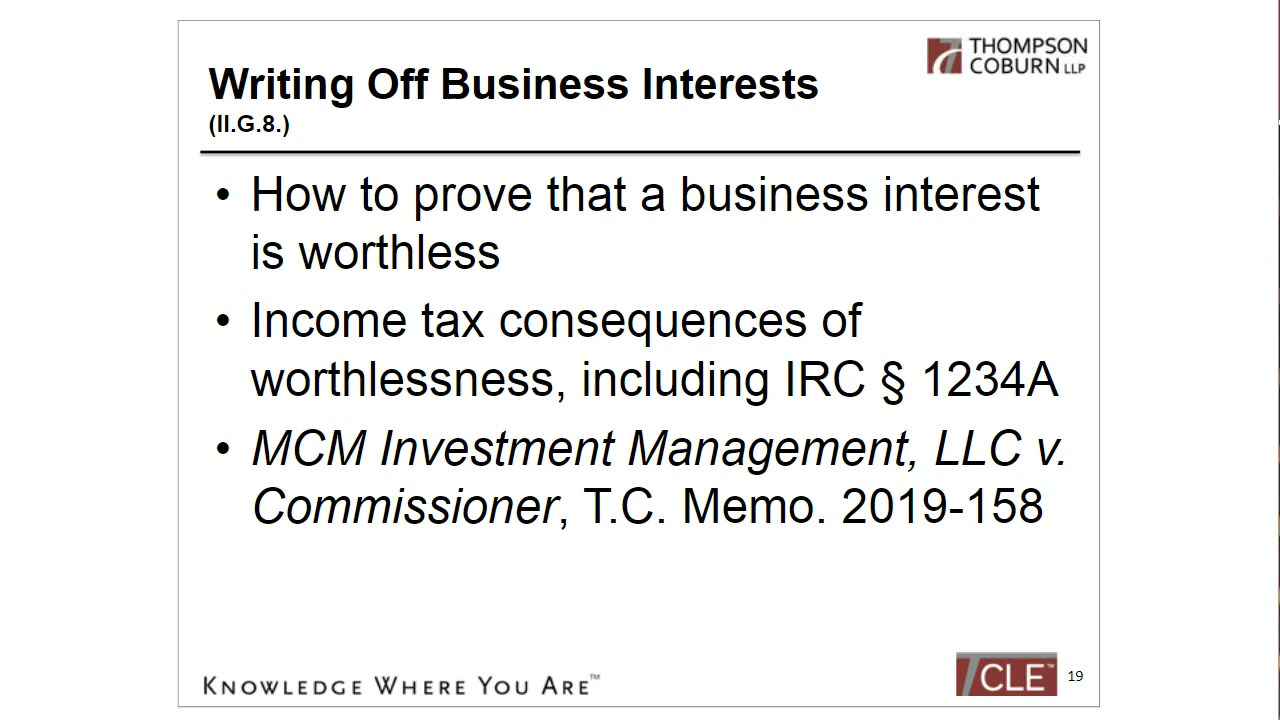 THOMPSON
COBURN LLP
Writing Off Business Interests
(II.G.8.)
• How to prove that a business interest
is worthless
• Income tax consequences of
worthlessness, including IRC § 1234A
• MCM Investment Management, LLC v.
Commissioner, T.C. Memo. 2019-158
KNOWLEDGE WHERE YOU ARE™
TCLE™ 19